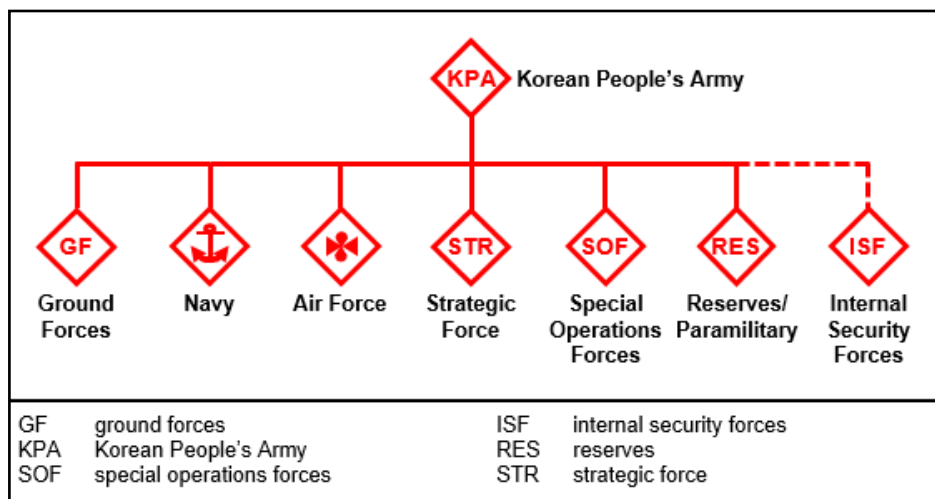 KPA Korean People's Army
GF STR SOF RES ISF
Ground
Forces
Navy
Air Force
Strategic
Force
Special
Operations
Forces
Reserves/
Paramilitary
Internal
Security
Forces
GF ground forces
KPA Korean People's Army
SOF special operations forces
ISF internal security forces
RES reserves
STR strategic force